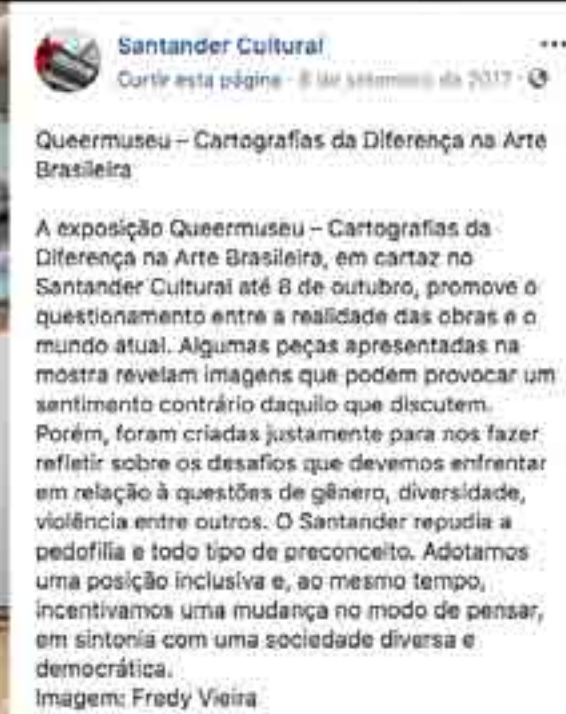 Santander Cultural
Curtir esta página · 8 de setembro de 2017 ·
Queermuseu – Cartografias da Diferença na Arte
Brasileira
A exposição Queermuseu – Cartografias da
Diferença na Arte Brasileira, em cartaz no
Santander Cultural até 8 de outubro, promove o
questionamento entre a realidade das obras e o
mundo atual. Algumas peças apresentadas na
mostra revelam imagens que podem provocar um
sentimento contrário daquilo que discutem.
Porém, foram criadas justamente para nos fazer
refletir sobre os desafios que devemos enfrentar
em relação à questões de gênero, diversidade,
violência entre outros. O Santander repudia a
pedofilia e todo tipo de preconceito. Adotamos
uma posição inclusiva e, ao mesmo tempo,
incentivamos uma mudança no modo de pensar,
em sintonia com uma sociedade diversa e
democrática.
Imagem: Fredy Vieira